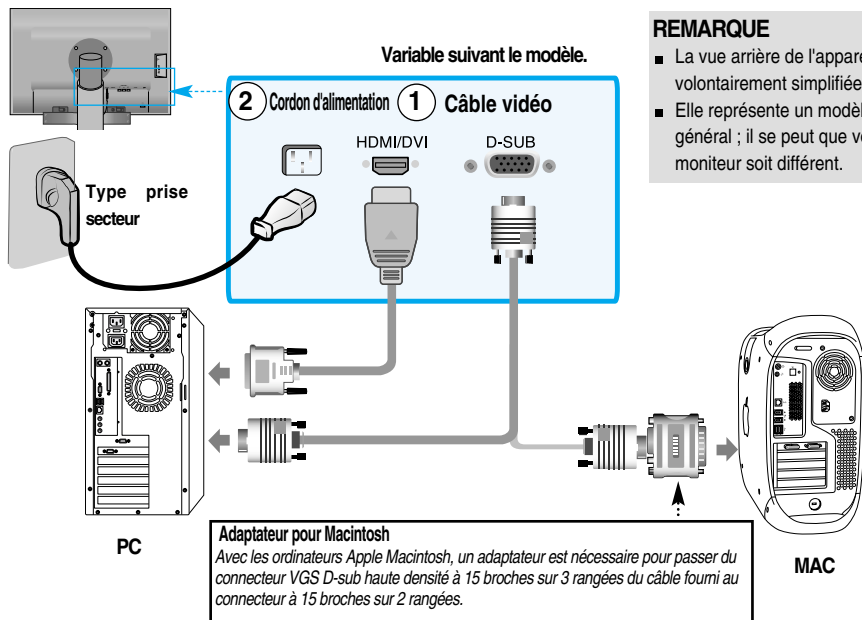 Variable suivant le modèle.
REMARQUE
La vue arrière de l'appare
volontairement simplifiée
Elle représente un modèl
général ; il se peut que v
moniteur soit différent.
2 Cordon d'alimentation 1 Câble vidéo
HDMI/DVI D-SUB
Type prise
secteur
PC
MAC
Adaptateur pour Macintosh
Avec les ordinateurs Apple Macintosh, un adaptateur est nécessaire pour passer du
connecteur VGS D-sub haute densité à 15 broches sur 3 rangées du câble fourni au
connecteur à 15 broches sur 2 rangées.